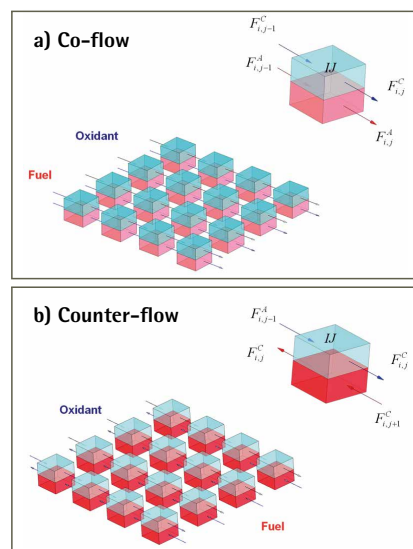 a) Co-flow
F^C_{i,j-1}
F^A_{i,j-1}
IJ
F^C_{i,j}
F^A_{i,j}
Oxidant
Fuel
b) Counter-flow
F^A_{i,j-1}
F^C_{i,j}
IJ
F^C_{i,j}
F^C_{i,j+1}
Oxidant
Fuel